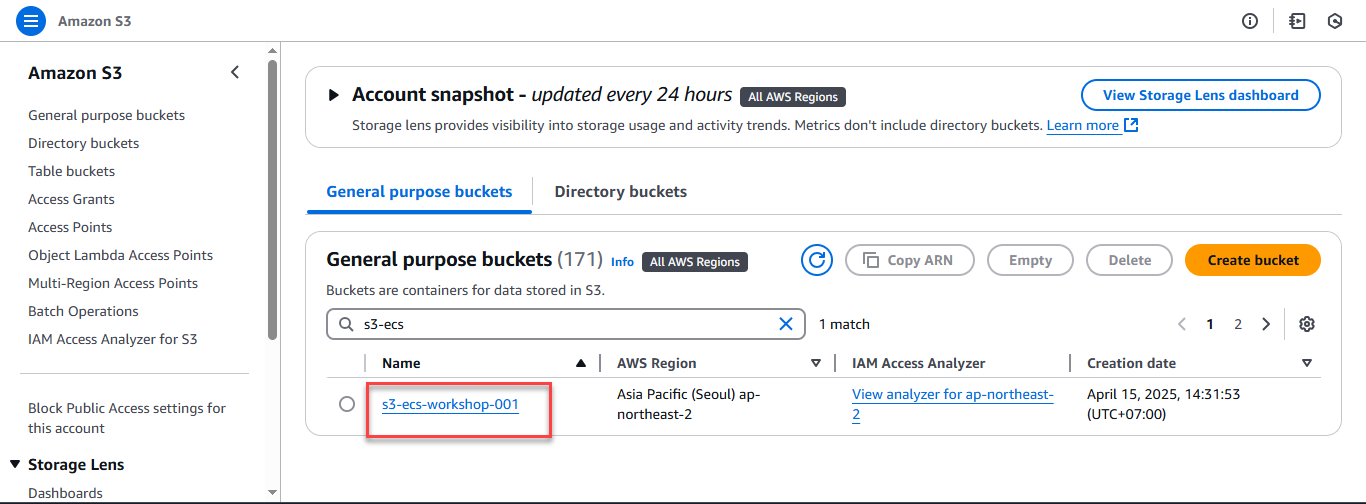 Amazon S3
Amazon S3
General purpose buckets
Directory buckets
Table buckets
Access Grants
Access Points
Object Lambda Access Points
Multi-Region Access Points
Batch Operations
IAM Access Analyzer for S3
Block Public Access settings for
this account
Storage Lens
Dashboards
Account snapshot - updated every 24 hours All AWS Regions
View Storage Lens dashboard
Storage lens provides visibility into storage usage and activity trends. Metrics don't include directory buckets. Learn more
General purpose buckets Directory buckets
General purpose buckets (171) Info All AWS Regions
Copy ARN Empty Delete Create bucket
Buckets are containers for data stored in S3.
s3-ecs 1 match 1 2
Name AWS Region IAM Access Analyzer Creation date
s3-ecs-workshop-001
Asia Pacific (Seoul) ap-
northeast-2
View analyzer for ap-northeast-
2
April 15, 2025, 14:31:53
(UTC+07:00)